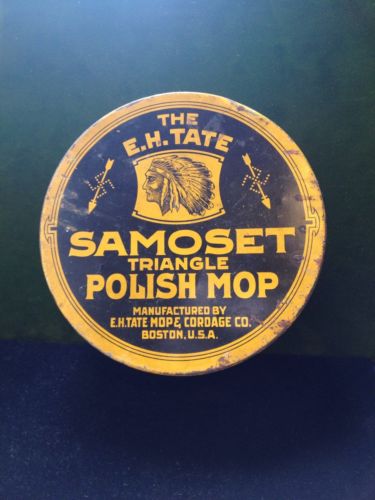 THE
E.H. TATE
SAMOSET
TRIANGLE
POLISH MOP
MANUFACTURED BY
E.H. TATE MOP & CORDAGE CO.
BOSTON, U.S.A.